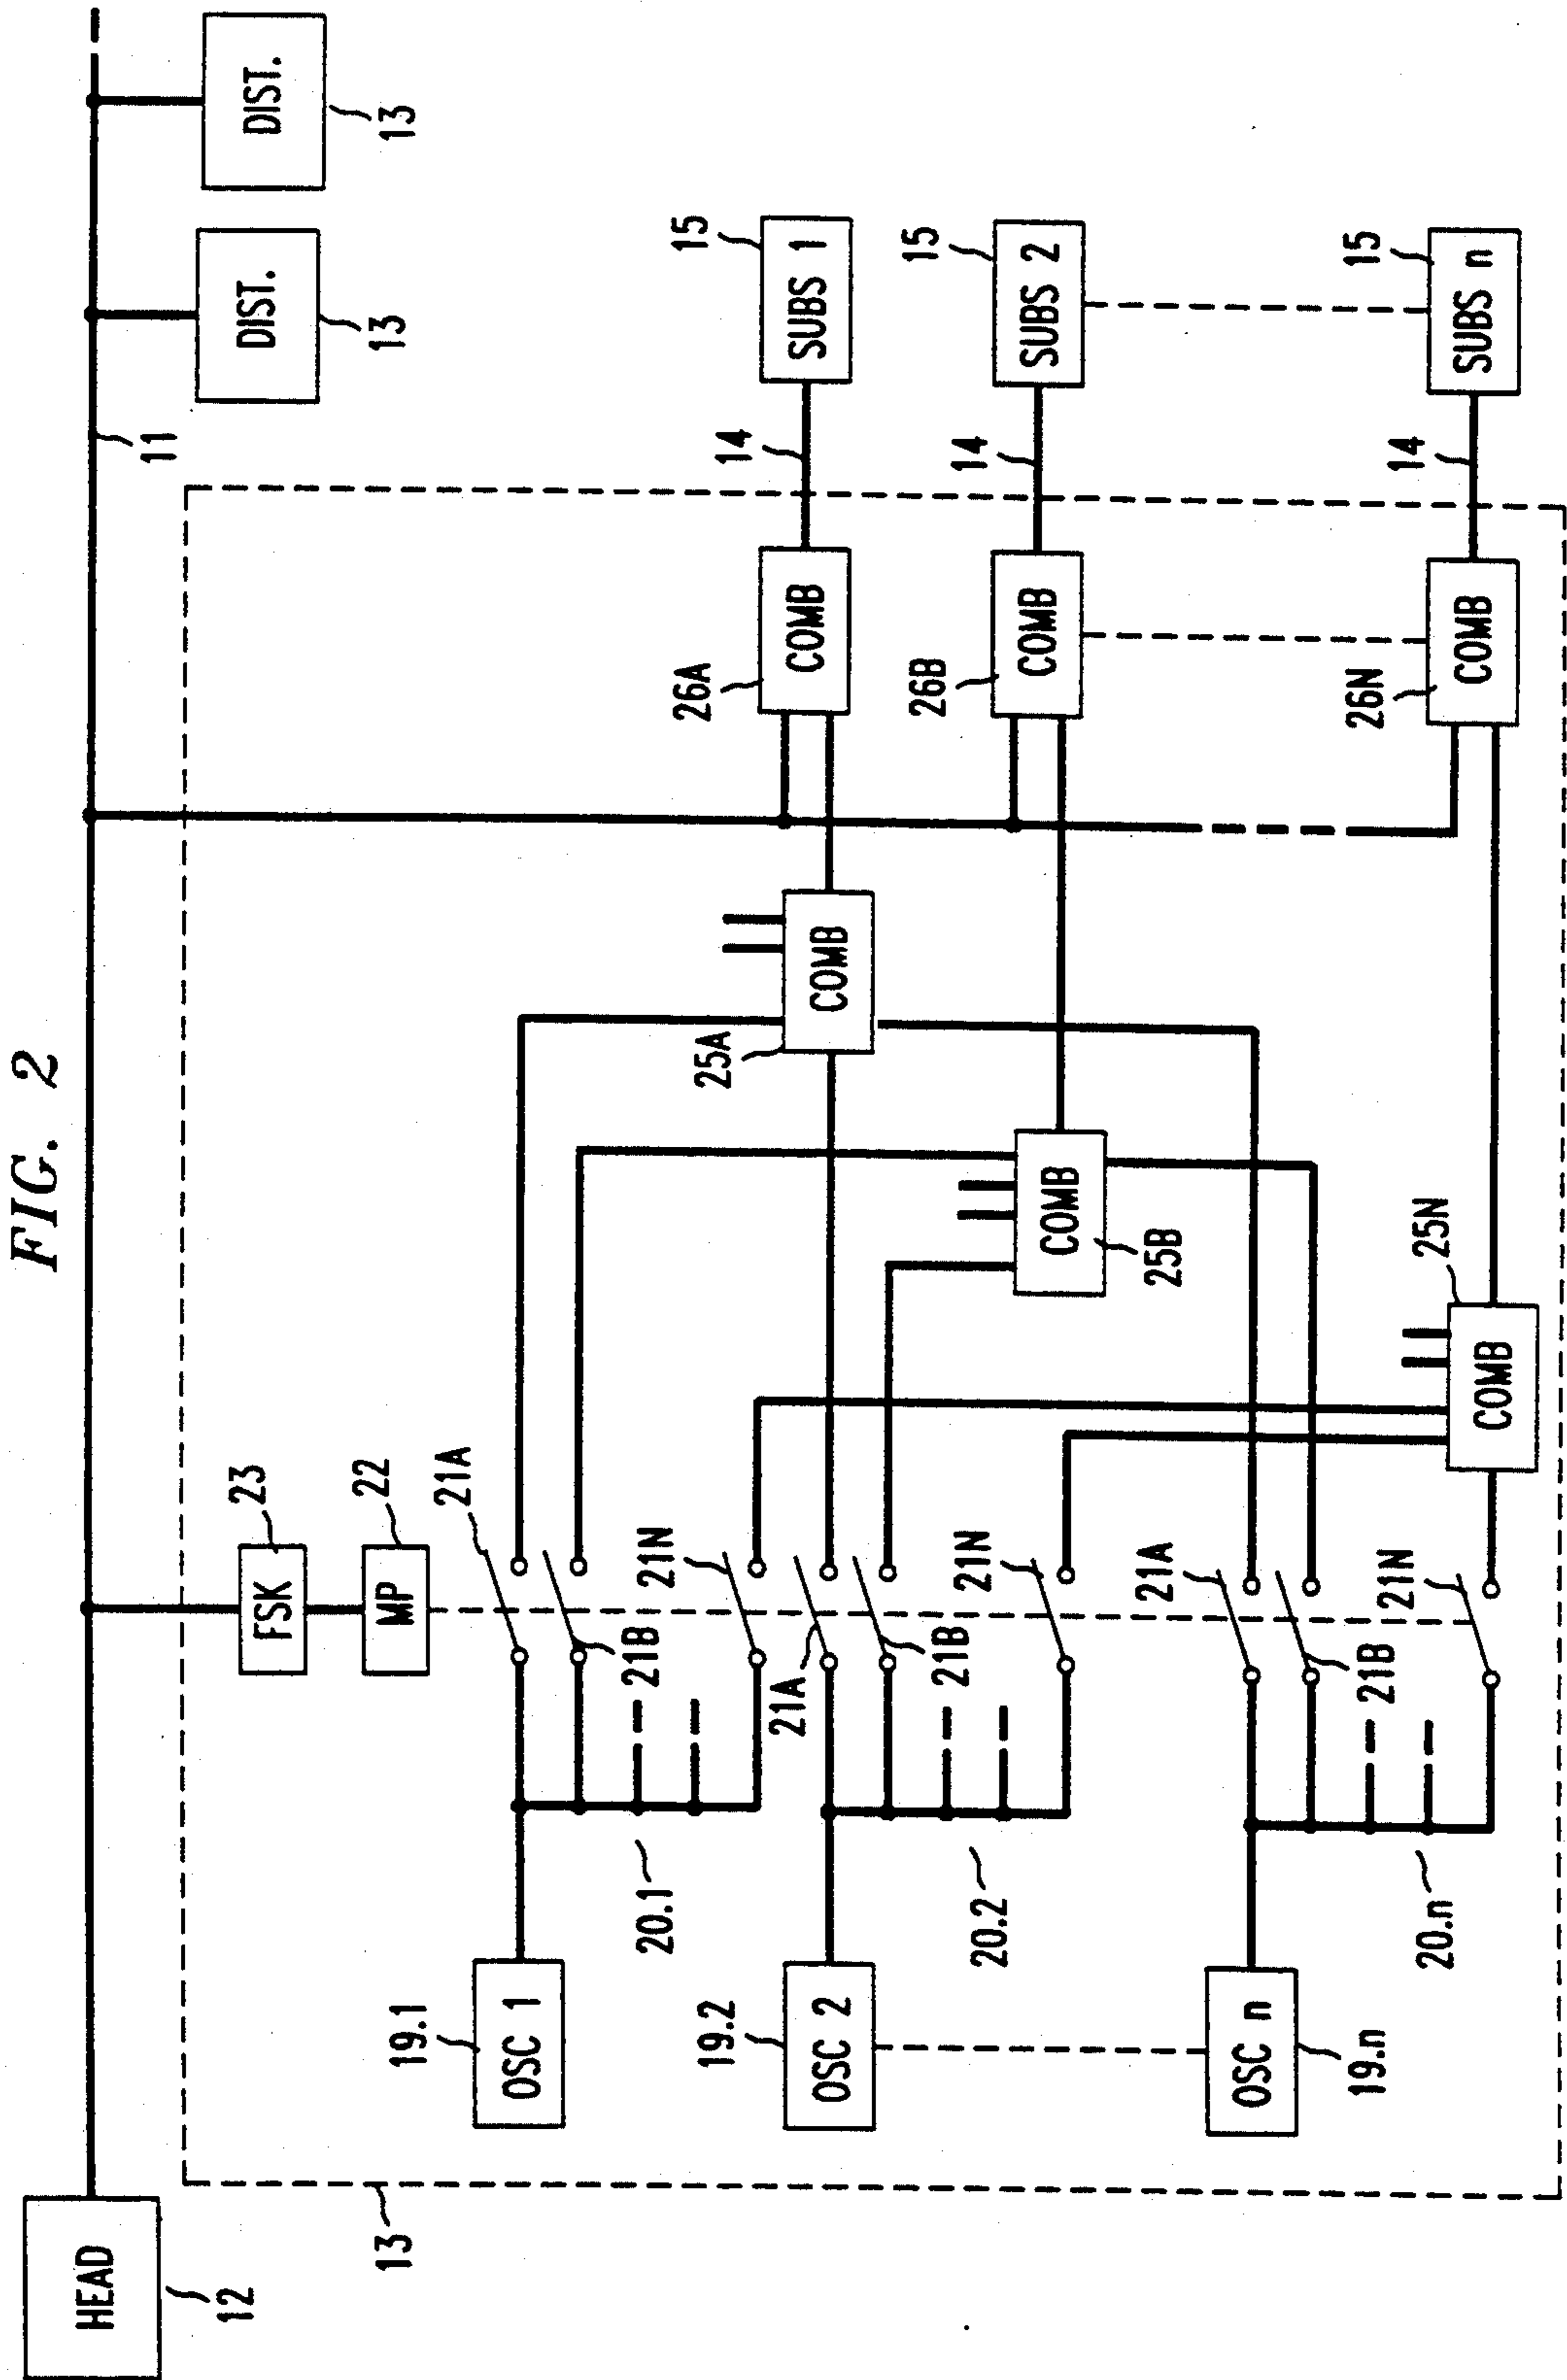 FIG. 2
HEAD
12
11
DIST.
13
DIST.
13
13
FSK
23
MP
22
19.1
OSC 1
20.1
21A
21B
21N
25A
COMB
26A
COMB
14
15
SUBS 1
19.2
OSC 2
20.2
21A
21B
21N
COMB
25B
26B
COMB
14
15
SUBS 2
OSC n
19.n
20.n
21A
21B
21N
25N
COMB
26N
COMB
14
15
SUBS n